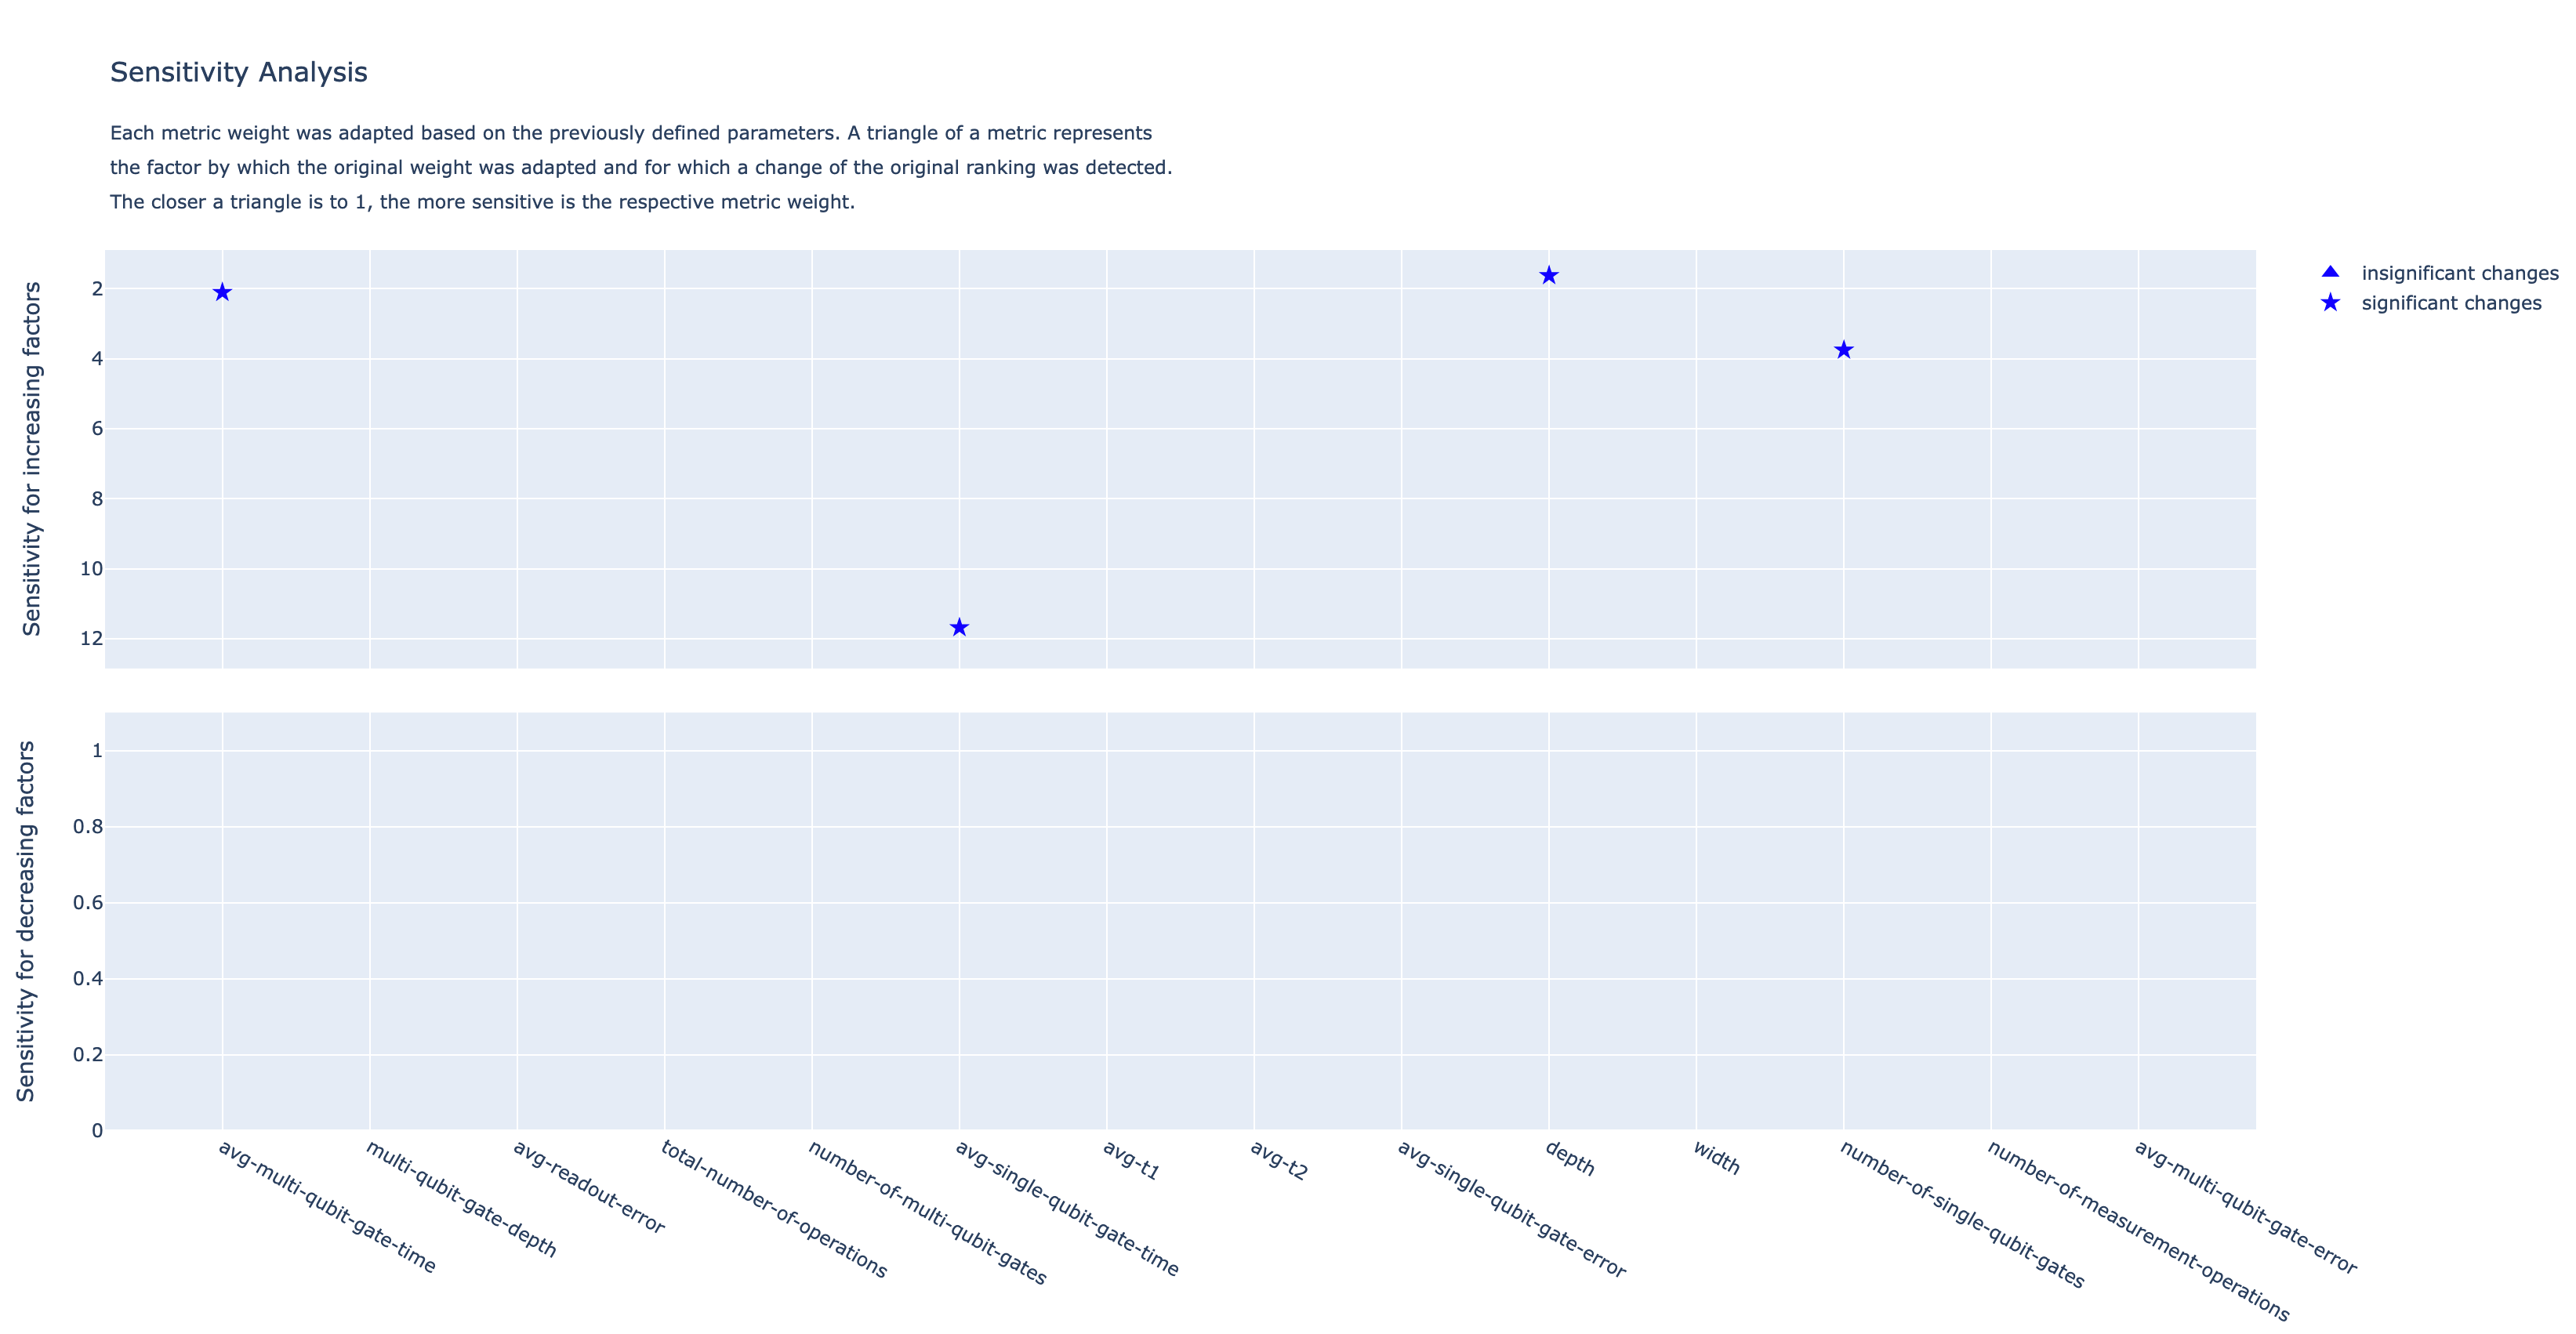 Sensitivity Analysis
Each metric weight was adapted based on the previously defined parameters. A triangle of a metric represents
the factor by which the original weight was adapted and for which a change of the original ranking was detected.
The closer a triangle is to 1, the more sensitive is the respective metric weight.
Sensitivity for increasing factors
2
4
6
8
10
12
insignificant changes
significant changes
Sensitivity for decreasing factors
1
0.8
0.6
0.4
0.2
0
avg-multi-qubit-gate-time
multi-qubit-gate-depth
avg-readout-error
total-number-of-operations
number-of-multi-qubit-gates
avg-single-qubit-gate-time
avg-t1
avg-t2
avg-single-qubit-gate-error
depth
width
number-of-single-qubit-gates
number-of-measurement-operations
avg-multi-qubit-gate-error